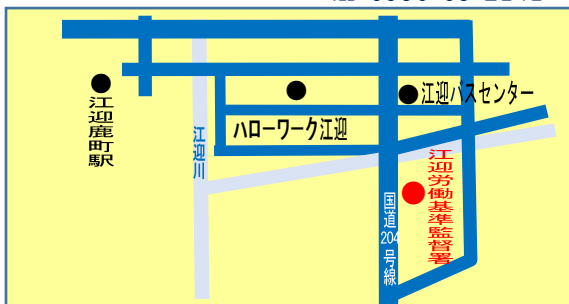 江迎鹿町駅
江迎川
ハローワーク江迎
江迎バスセンター
江迎労働基準監督署
国道204号線